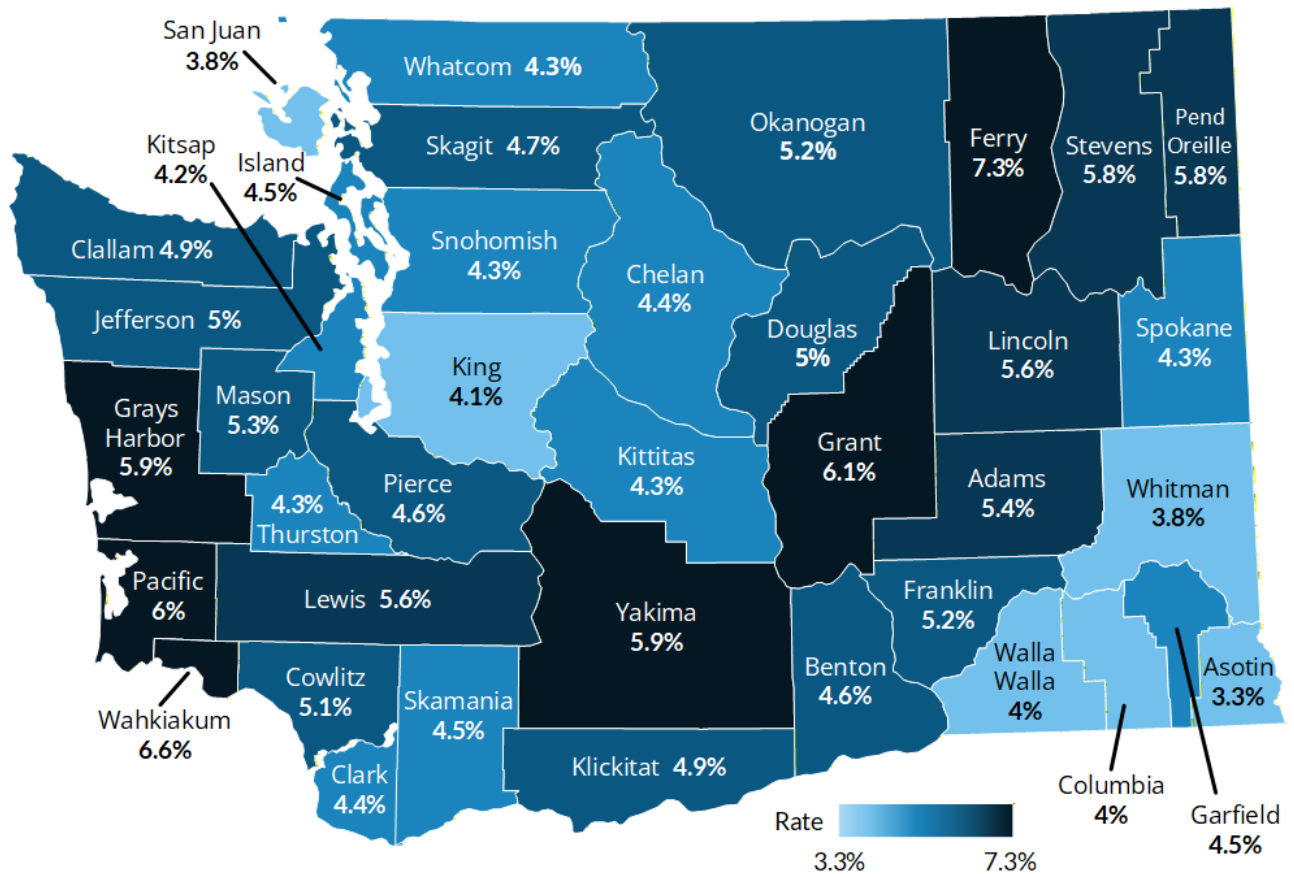 San Juan
3.8%
Whatcom 4.3%
Kitsap
4.2%
Island
4.5%
Skagit 4.7%
Okanogan
5.2%
Ferry
7.3%
Stevens
5.8%
Pend
Oreille
5.8%
Clallam 4.9%
Snohomish
4.3%
Chelan
4.4%
Jefferson 5%
Douglas
5%
Lincoln
5.6%
Spokane
4.3%
King
4.1%
Mason
5.3%
Grays
Harbor
5.9%
Grant
6.1%
Kittitas
4.3%
Pierce
4.6%
4.3%
Thurston
Adams
5.4%
Whitman
3.8%
Pacific
6%
Lewis 5.6%
Yakima
5.9%
Franklin
5.2%
Benton
4.6%
Walla
Walla
4%
Asotin
3.3%
Cowlitz
5.1%
Skamania
4.5%
Wahkiakum
6.6%
Clark
4.4%
Klickitat 4.9%
Columbia
4%
Garfield
4.5%
Rate
3.3% 7.3%